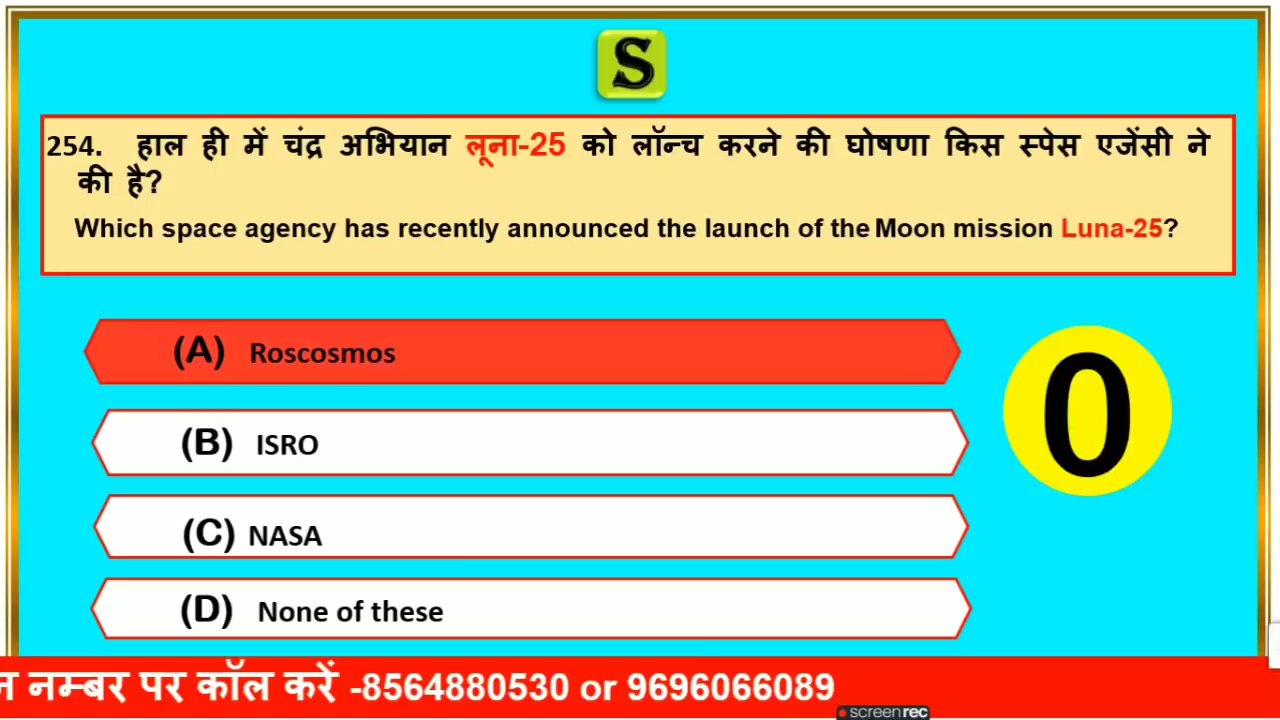 S
254. हाल ही में चंद्र अभियान लूना-25 को लॉन्च करने की घोषणा किस स्पेस एजेंसी ने
की है?
Which space agency has recently announced the launch of the Moon mission Luna-25?
(A) Roscosmos
0
(B) ISRO
(C) NASA
(D) None of these
नम्बर पर कॉल करें -8564880530 or 9696066089
screenrec